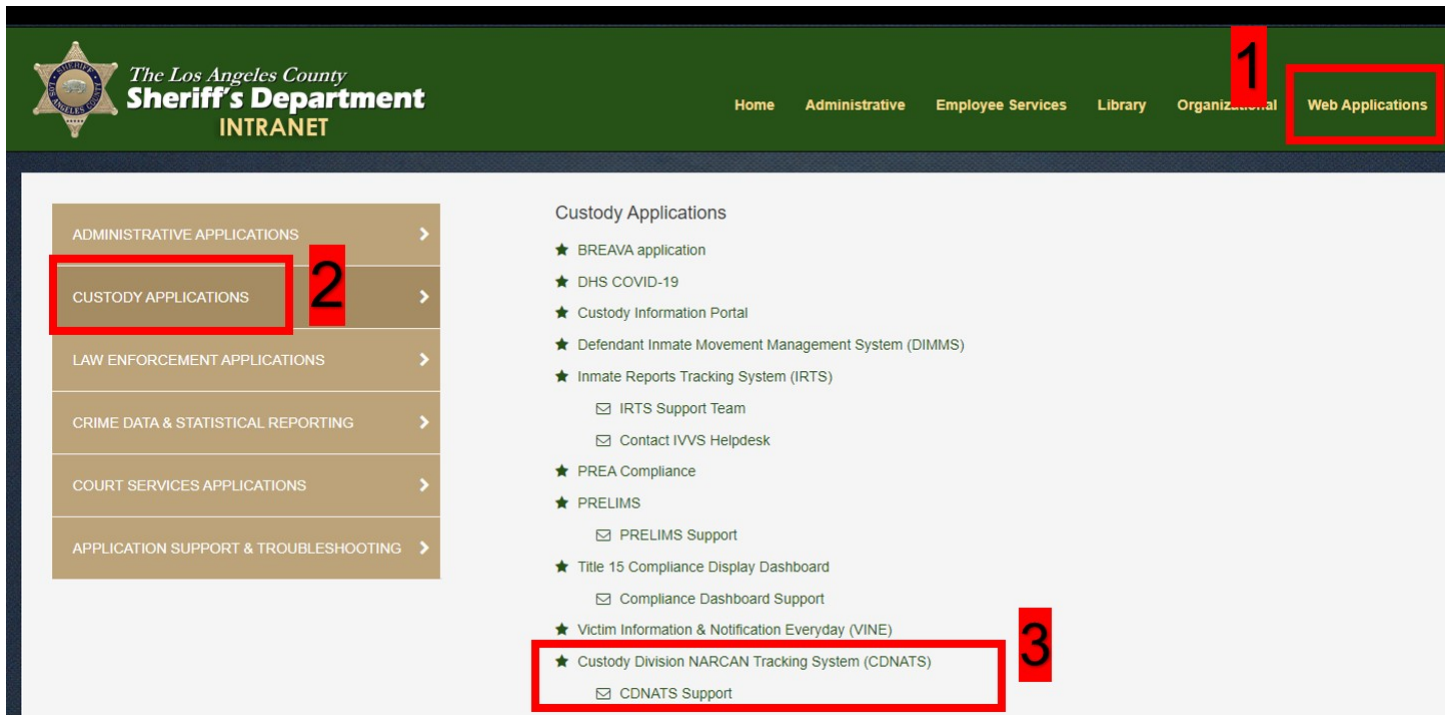 The Los Angeles County
Sheriff's Department
INTRANET
Home Administrative Employee Services Library Organizational Web Applications
1
ADMINISTRATIVE APPLICATIONS
CUSTODY APPLICATIONS
2
LAW ENFORCEMENT APPLICATIONS
CRIME DATA & STATISTICAL REPORTING
COURT SERVICES APPLICATIONS
APPLICATION SUPPORT & TROUBLESHOOTING
Custody Applications
BREAVA application
DHS COVID-19
Custody Information Portal
Defendant Inmate Movement Management System (DIMMS)
Inmate Reports Tracking System (IRTS)
IRTS Support Team
Contact IVVS Helpdesk
PREA Compliance
PRELIMS
PRELIMS Support
Title 15 Compliance Display Dashboard
Compliance Dashboard Support
Victim Information & Notification Everyday (VINE)
Custody Division NARCAN Tracking System (CDNATS)
CDNATS Support
3